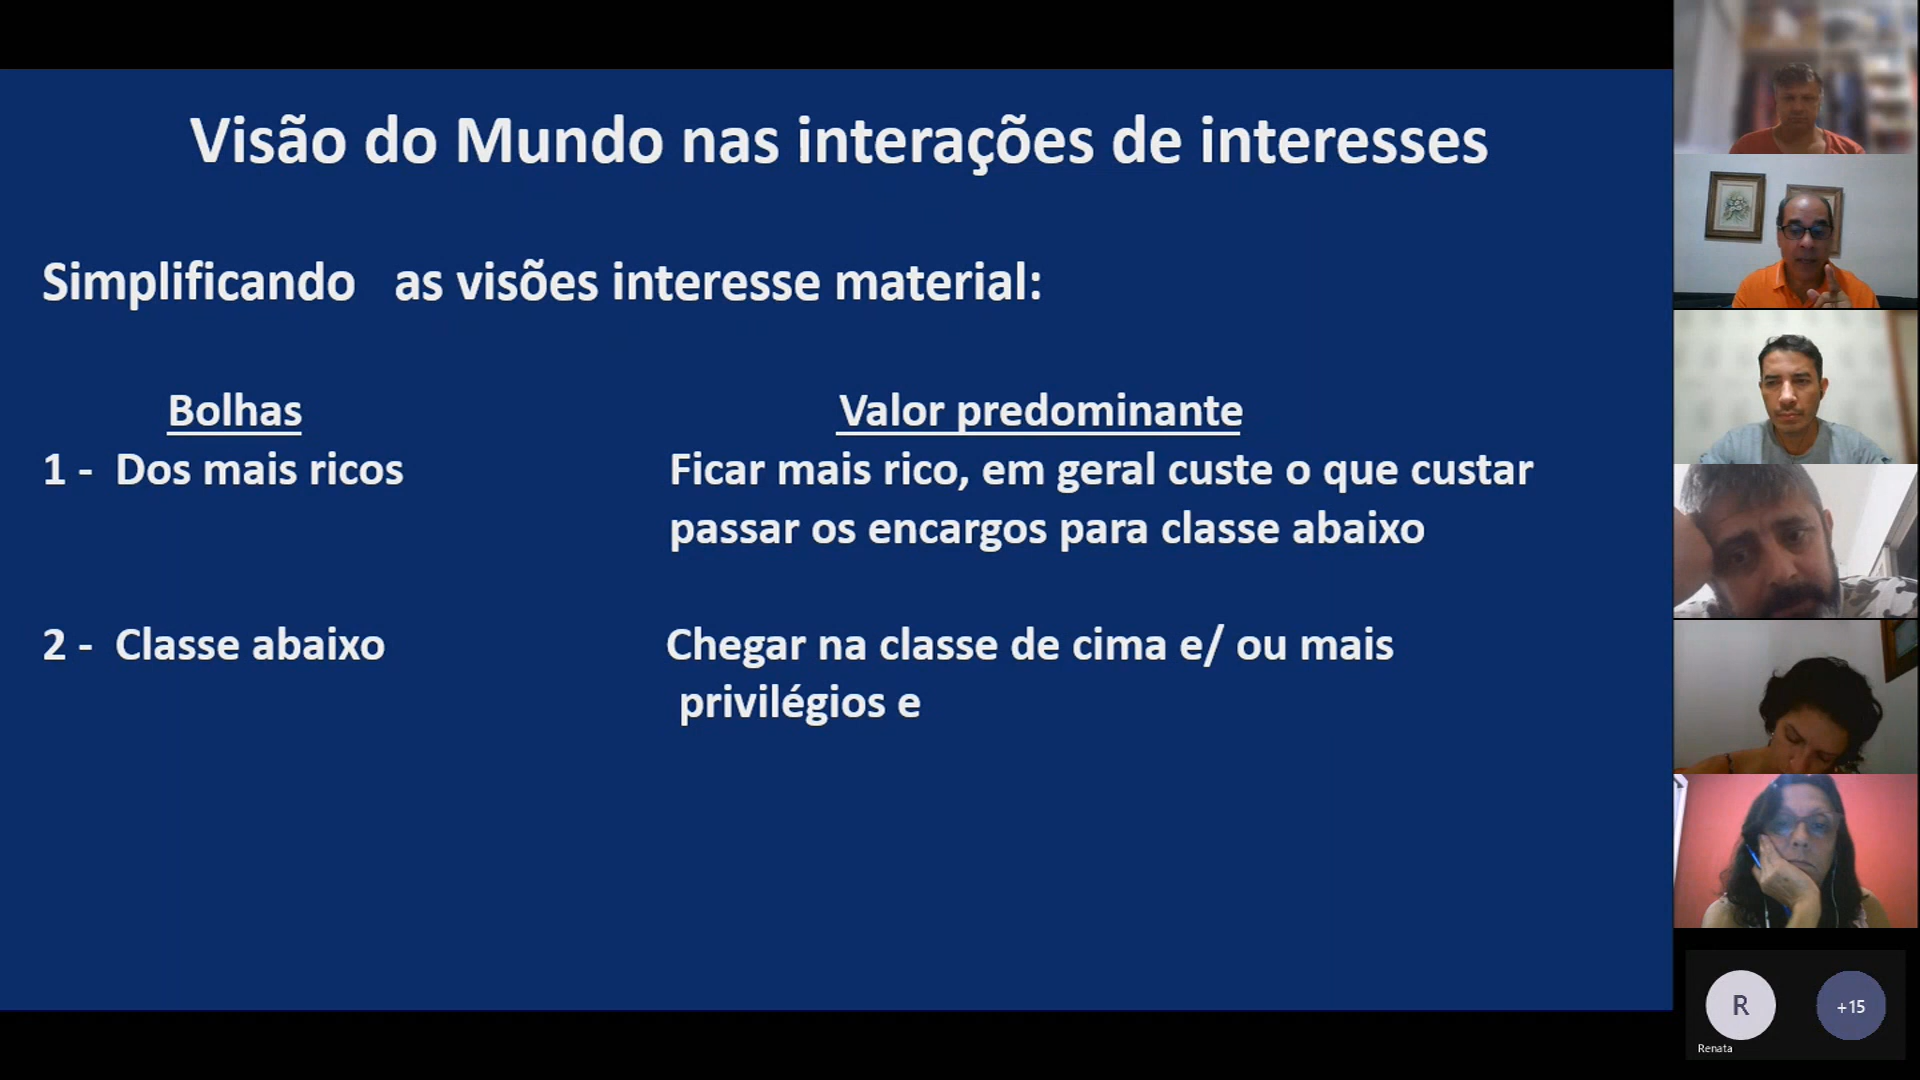 Visão do Mundo nas interações de interesses
Simplificando as visões interesse material:
Bolhas Valor predominante
1 - Dos mais ricos Ficar mais rico, em geral custe o que custar
passar os encargos para classe abaixo
2 - Classe abaixo Chegar na classe de cima e/ ou mais
privilégios e
R +15
Renata